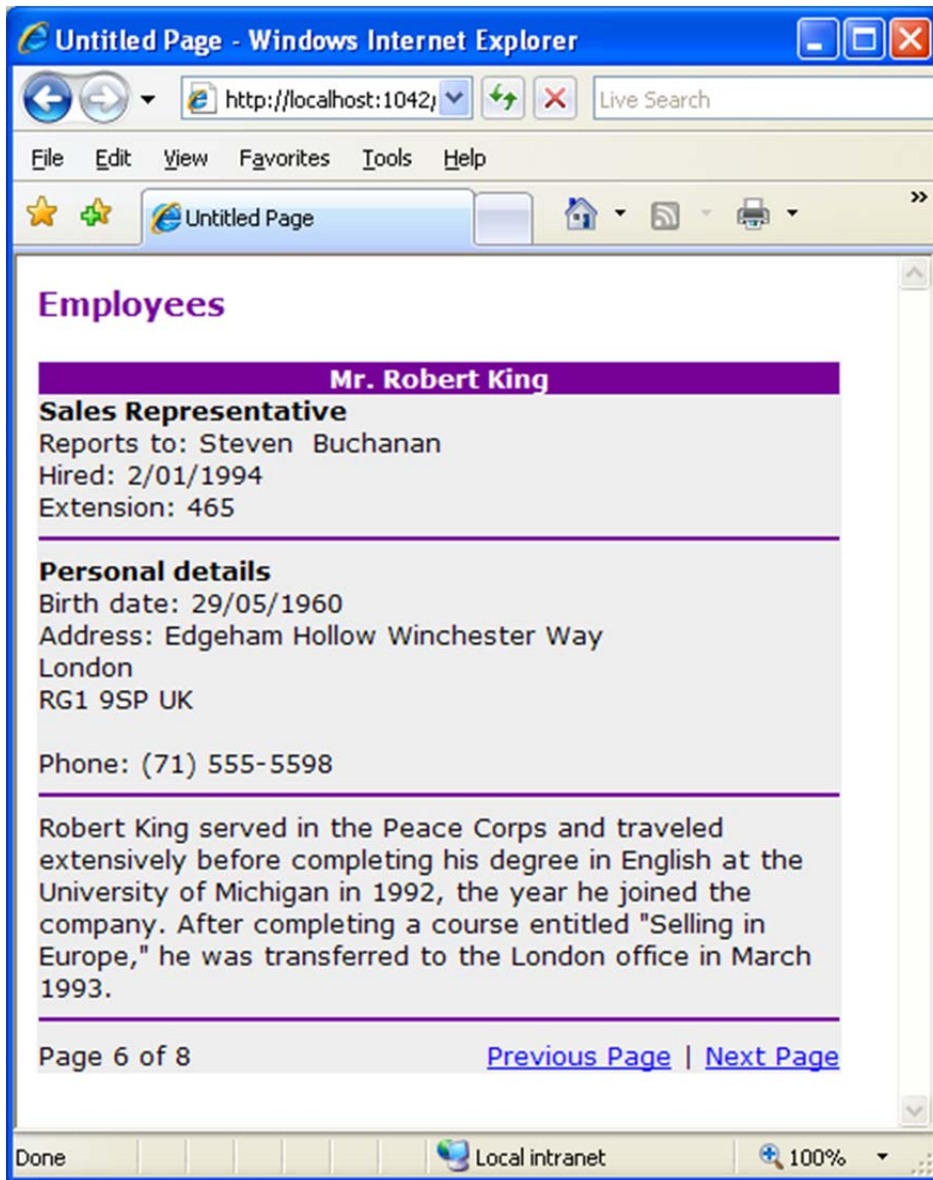 Untitled Page - Windows Internet Explorer
http://localhost:1042/
Live Search
File Edit View Favorites Tools Help
Untitled Page
»
Employees
Mr. Robert King
Sales Representative
Reports to: Steven  Buchanan
Hired: 2/01/1994
Extension: 465
Personal details
Birth date: 29/05/1960
Address: Edgeham Hollow Winchester Way
London
RG1 9SP UK
Phone: (71) 555-5598
Robert King served in the Peace Corps and traveled
extensively before completing his degree in English at the
University of Michigan in 1992, the year he joined the
company. After completing a course entitled "Selling in
Europe," he was transferred to the London office in March
1993.
Page 6 of 8 Previous Page | Next Page
Done Local intranet 100%